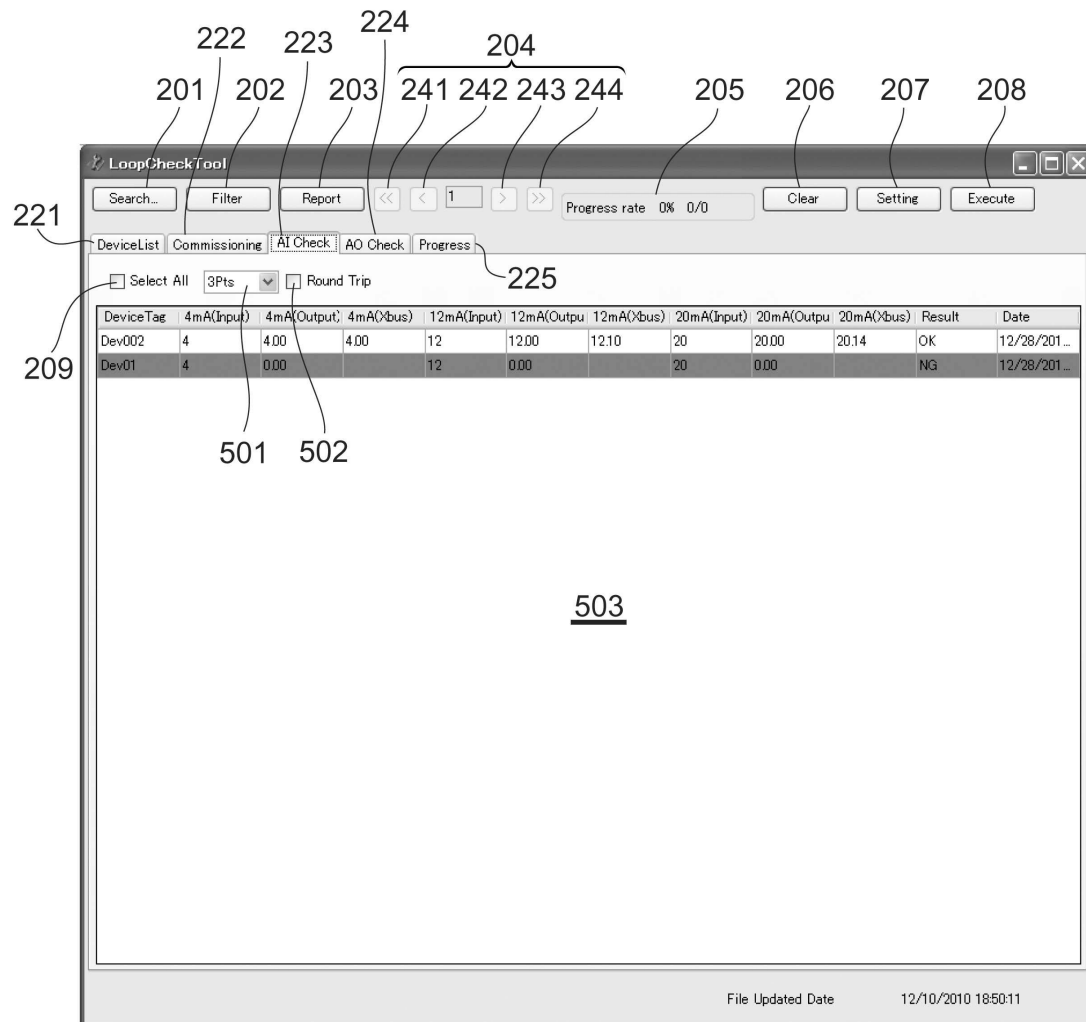 224
222 223 204
201 202 203 241 242 243 244 205 206 207 208
LoopCheckTool
Search... Filter Report << < 1 > >> Progress rate 0% 0/0 Clear Setting Execute
221
DeviceList Commissioning AI Check AO Check Progress
225
Select All 3Pts Round Trip
DeviceTag 4mA(Input) 4mA(Output) 4mA(Xbus) 12mA(Input) 12mA(Outpu 12mA(Xbus) 20mA(Input) 20mA(Outpu 20mA(Xbus) Result Date
Dev002 4 4.00 4.00 12 12.00 12.10 20 20.00 20.14 OK 12/28/201...
209
Dev01 4 0.00 12 0.00 20 0.00 NG 12/28/201...
501 502
503
File Updated Date 12/10/2010 18:50:11